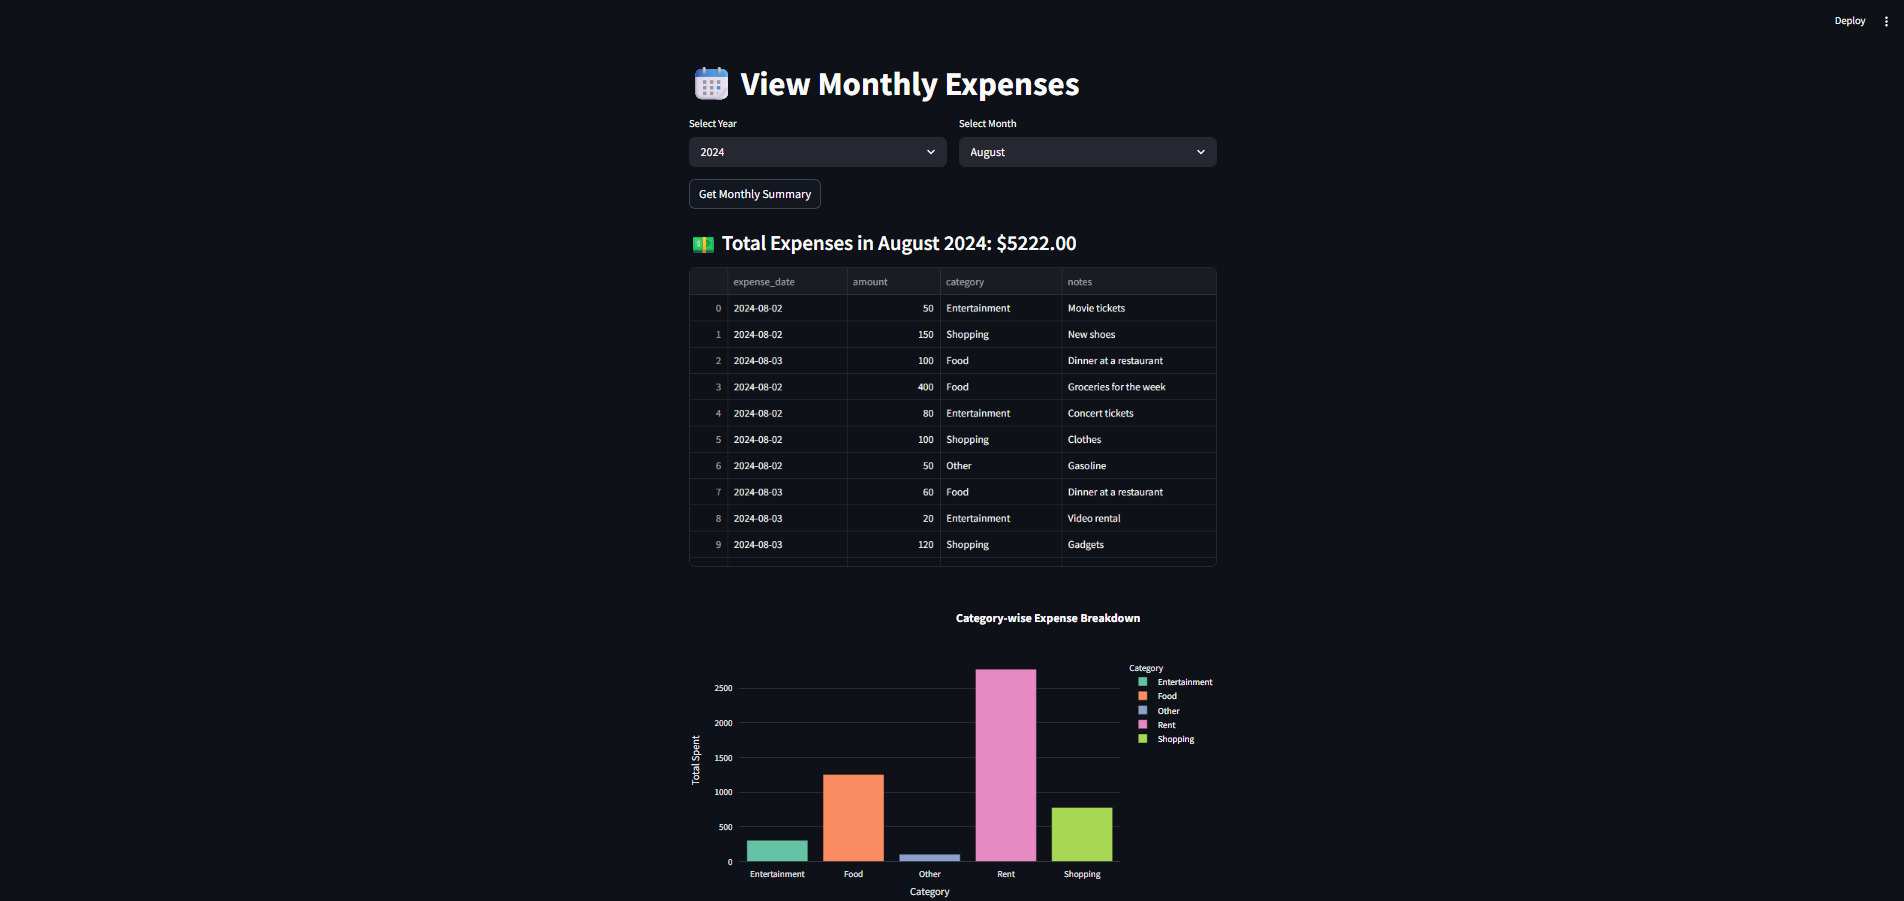 Deploy
View Monthly Expenses
Select Year
Select Month
2024
August
Get Monthly Summary
Total Expenses in August 2024: $5222.00
expense_date amount category notes
0 2024-08-02 50 Entertainment Movie tickets
1 2024-08-02 150 Shopping New shoes
2 2024-08-03 100 Food Dinner at a restaurant
3 2024-08-02 400 Food Groceries for the week
4 2024-08-02 80 Entertainment Concert tickets
5 2024-08-02 100 Shopping Clothes
6 2024-08-02 50 Other Gasoline
7 2024-08-03 60 Food Dinner at a restaurant
8 2024-08-03 20 Entertainment Video rental
9 2024-08-03 120 Shopping Gadgets
Category-wise Expense Breakdown
Total Spent
2500
2000
1500
1000
500
0
Entertainment Food Other Rent Shopping
Category
Category
Entertainment
Food
Other
Rent
Shopping